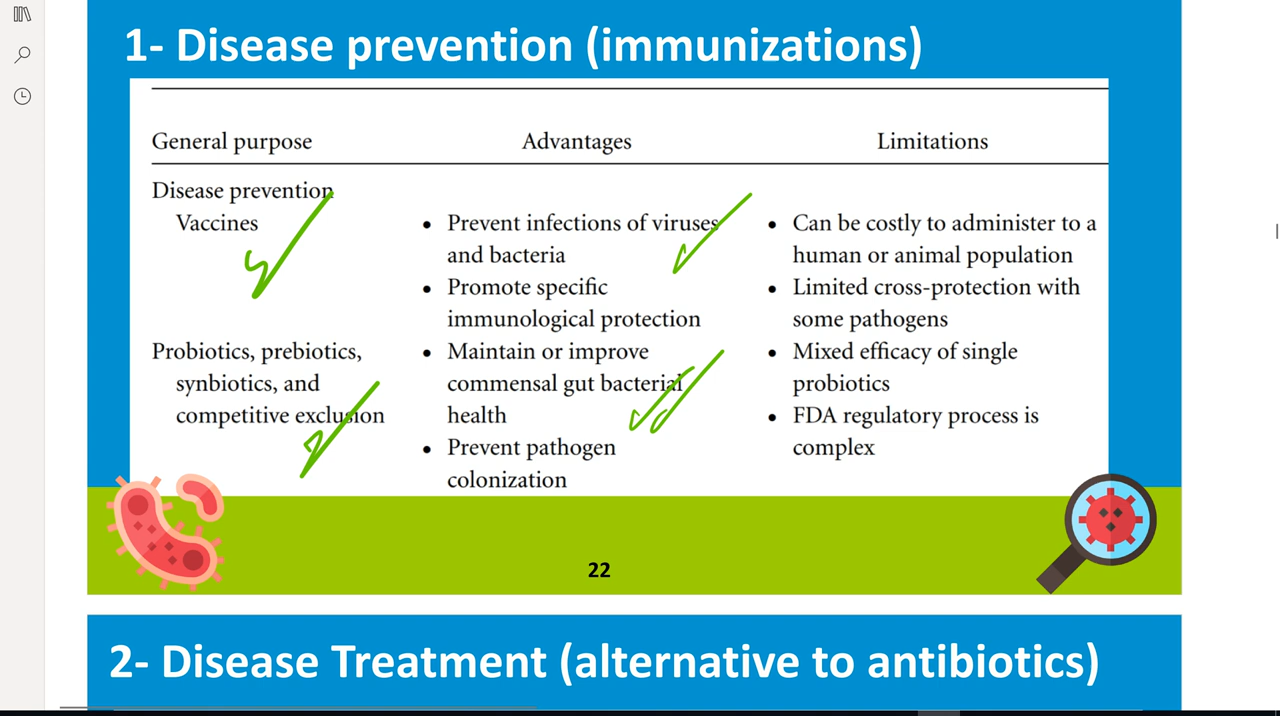 1- Disease prevention (immunizations)
General purpose Advantages Limitations
Disease prevention
Vaccines
• Prevent infections of viruses
and bacteria
• Promote specific
immunological protection
• Can be costly to administer to a
human or animal population
• Limited cross-protection with
some pathogens
Probiotics, prebiotics,
synbiotics, and
competitive exclusion
• Maintain or improve
commensal gut bacterial
health
• Prevent pathogen
colonization
• Mixed efficacy of single
probiotics
• FDA regulatory process is
complex
22
2- Disease Treatment (alternative to antibiotics)